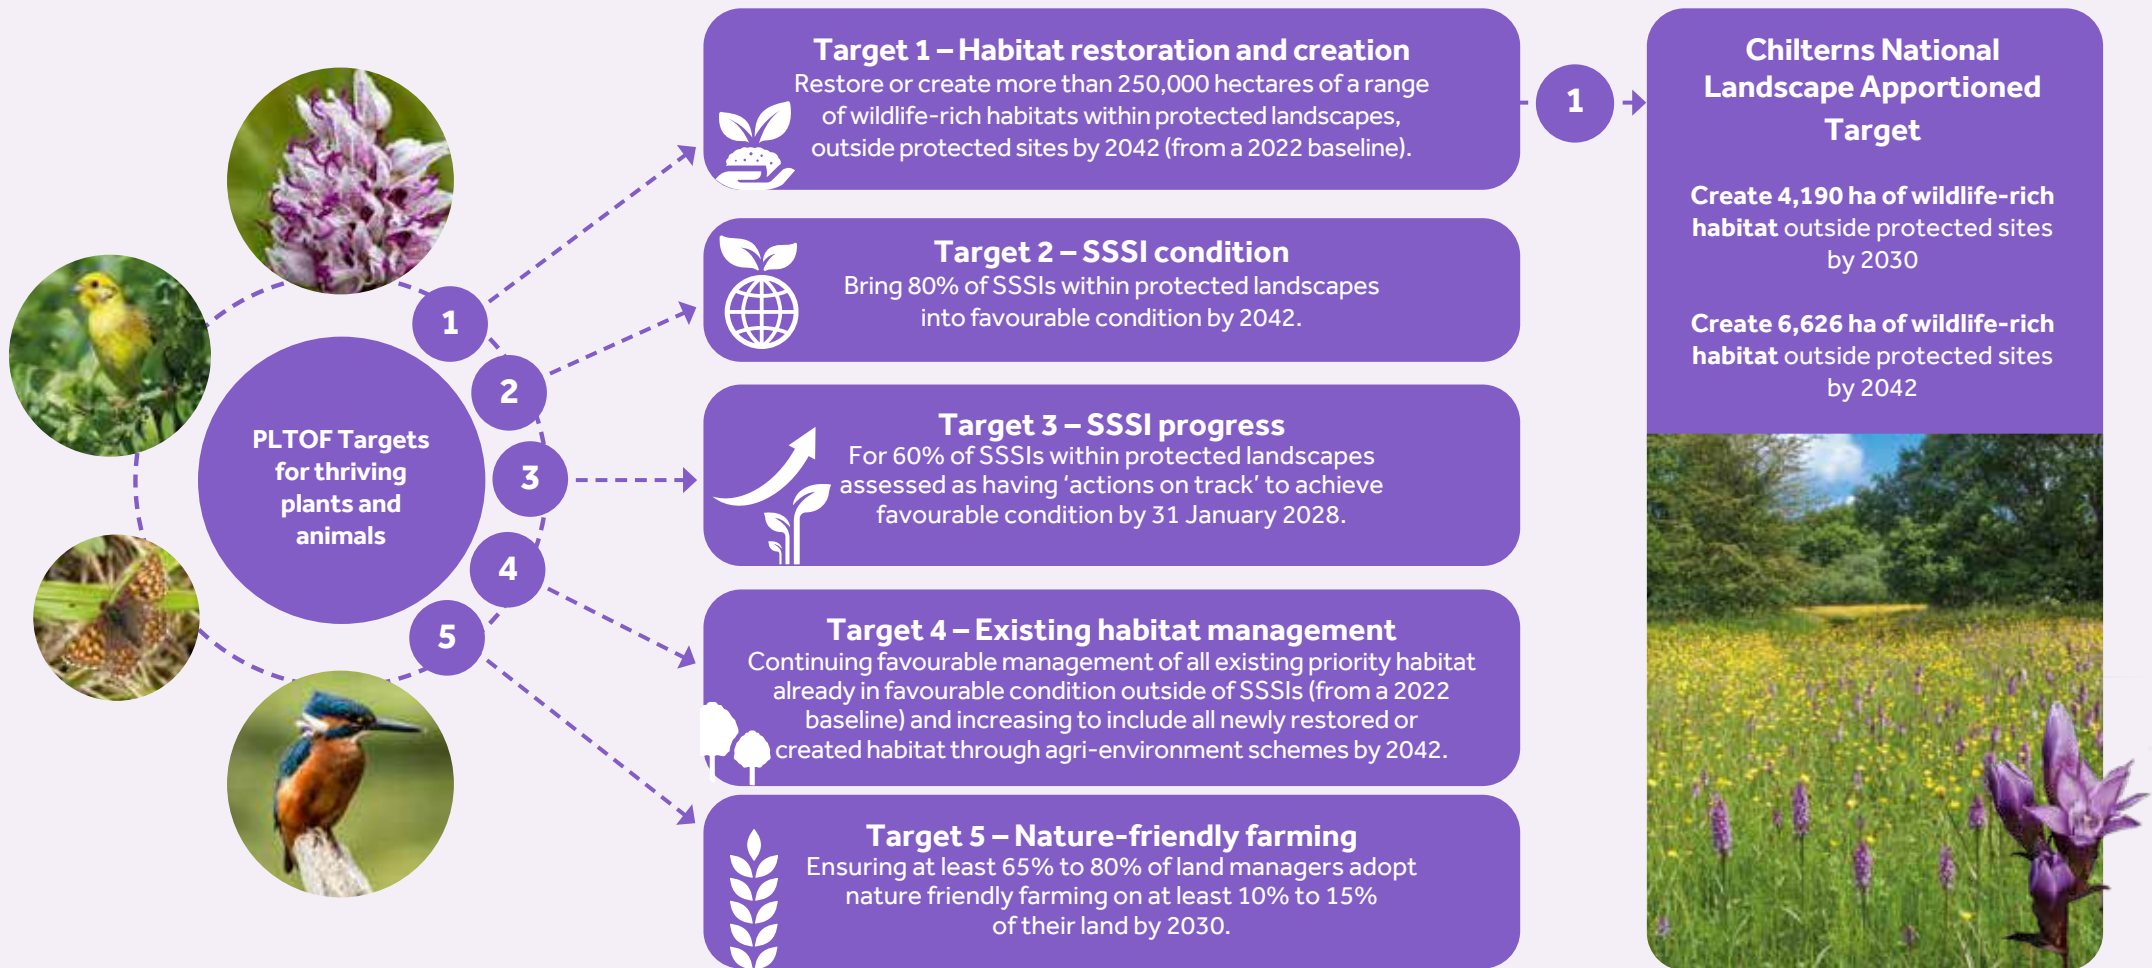 PLTOF Targets
for thriving
plants and
animals
1
2
3
4
5
Target 1 – Habitat restoration and creation
Restore or create more than 250,000 hectares of a range
of wildlife-rich habitats within protected landscapes,
outside protected sites by 2042 (from a 2022 baseline).
Target 2 – SSSI condition
Bring 80% of SSSIs within protected landscapes
into favourable condition by 2042.
Target 3 – SSSI progress
For 60% of SSSIs within protected landscapes
assessed as having ‘actions on track’ to achieve
favourable condition by 31 January 2028.
Target 4 – Existing habitat management
Continuing favourable management of all existing priority habitat
already in favourable condition outside of SSSIs (from a 2022
baseline) and increasing to include all newly restored or
created habitat through agri-environment schemes by 2042.
Target 5 – Nature-friendly farming
Ensuring at least 65% to 80% of land managers adopt
nature friendly farming on at least 10% to 15%
of their land by 2030.
1
Chilterns National
Landscape Apportioned
Target
Create 4,190 ha of wildlife-rich
habitat outside protected sites
by 2030
Create 6,626 ha of wildlife-rich
habitat outside protected sites
by 2042